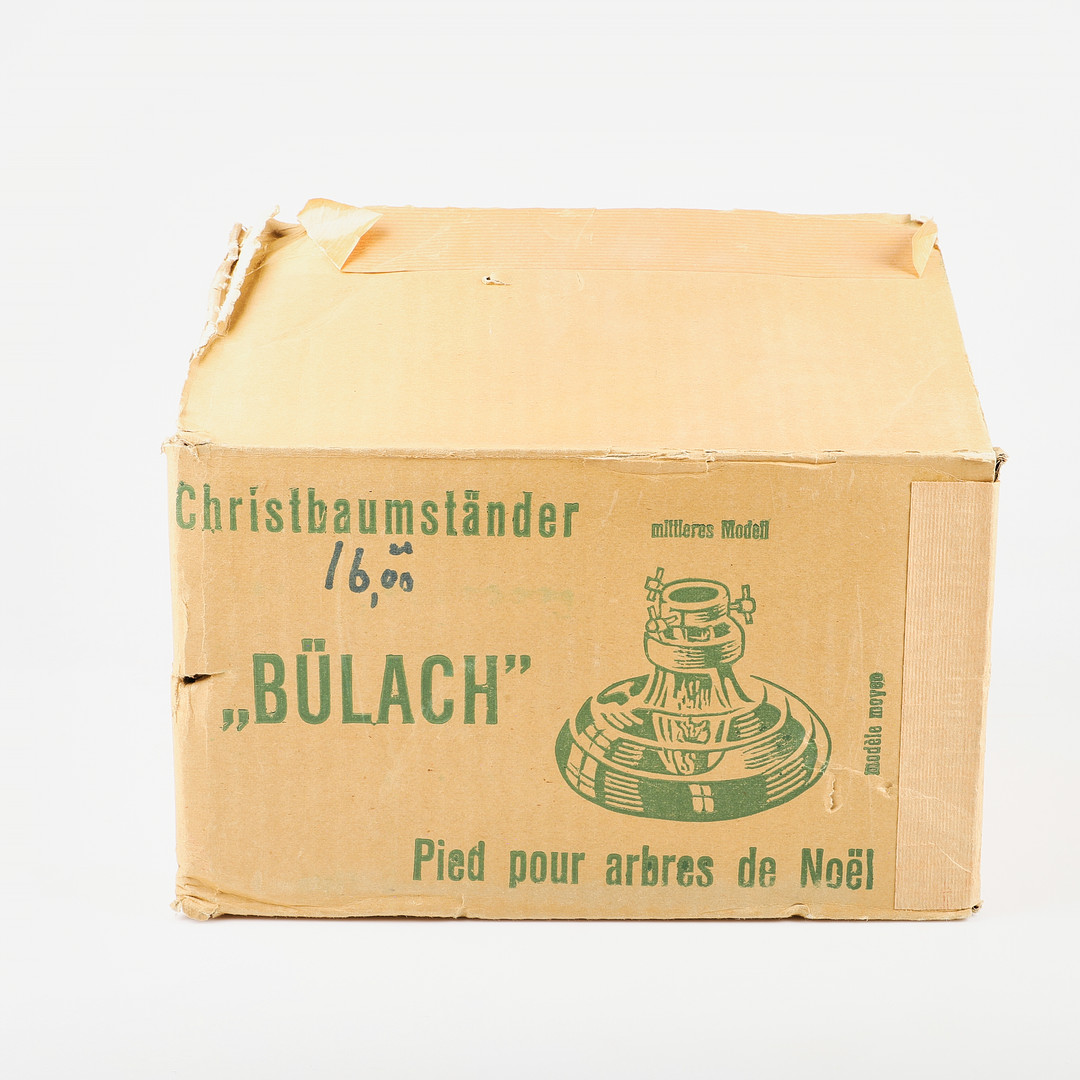 Christbaumständer
mittleres Modell
16,00
„BÜLACH”
modèle moyen
Pied pour arbres de Noël